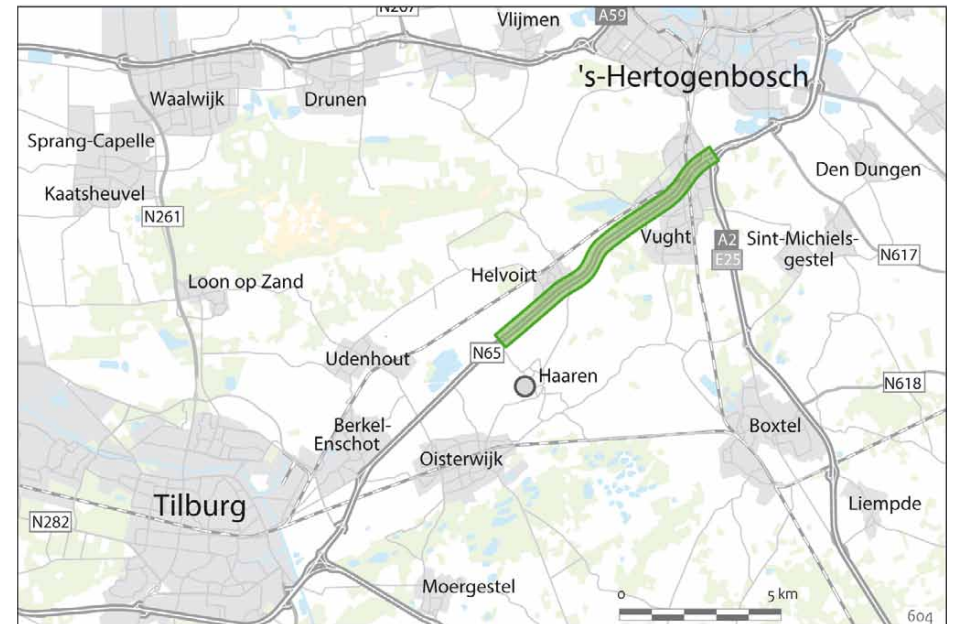 N267
Vlijmen
A59
's-Hertogenbosch
Waalwijk
Drunen
Sprang-Capelle
Kaatsheuvel
Den Dungen
N261
Vught
A2
E25
Sint-Michiels-
gestel
N617
Helvoirt
Loon op Zand
N65
Udenhout
Haaren
N618
Berkel-
Enschot
Boxtel
Oisterwijk
Tilburg
Liempde
N282
Moergestel
0 5 km
604